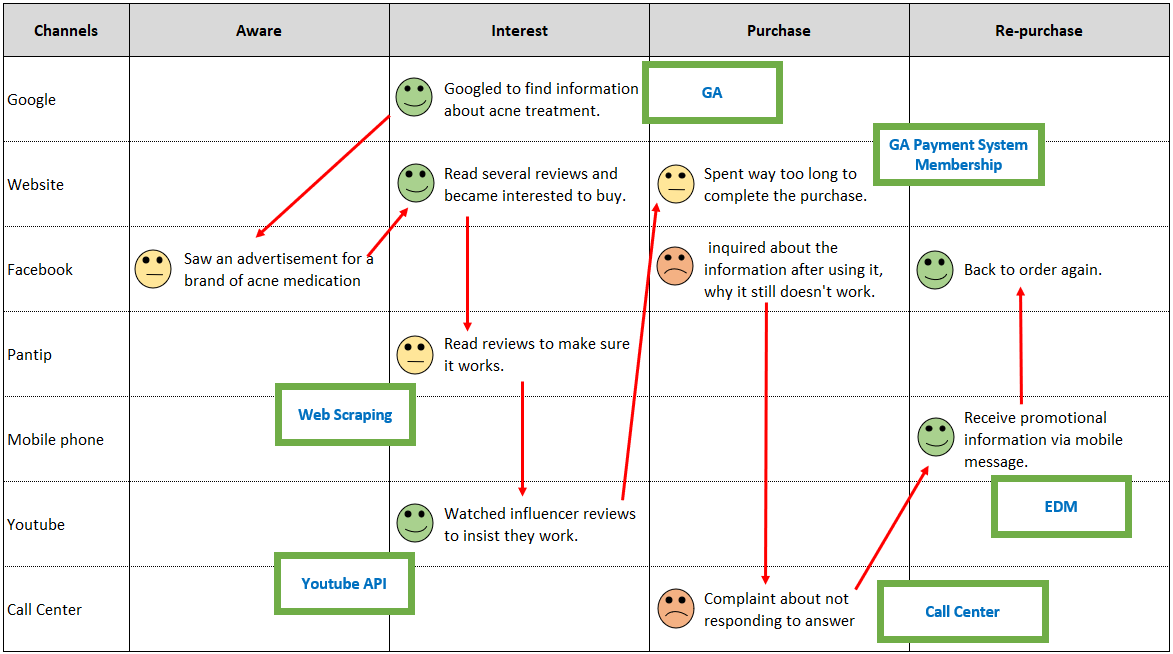 Channels
Aware
Interest
Purchase
Re-purchase
Google
Googled to find information
about acne treatment.
GA
GA Payment System
Membership
Website
Read several reviews and
became interested to buy.
Spent way too long to
complete the purchase.
Facebook
Saw an advertisement for a
brand of acne medication
inquired about the
information after using it,
why it still doesn't work.
Back to order again.
Pantip
Read reviews to make sure
it works.
Web Scraping
Mobile phone
Receive promotional
information via mobile
message.
EDM
Youtube
Watched influencer reviews
to insist they work.
Youtube API
Call Center
Complaint about not
responding to answer
Call Center